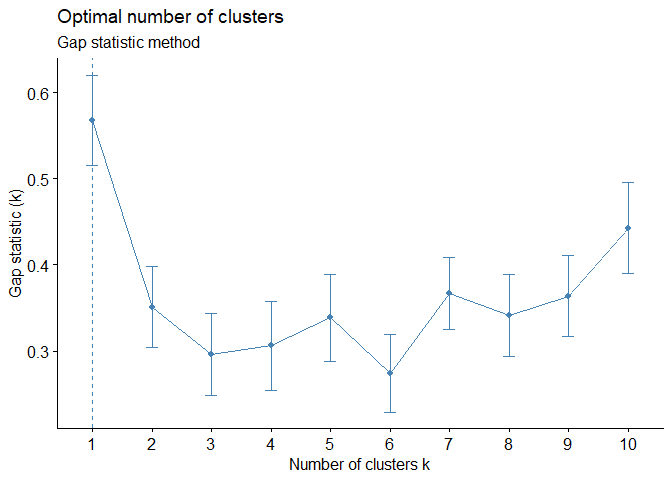 Optimal number of clusters
Gap statistic method
Gap statistic (k)
0.6
0.5
0.4
0.3
1 2 3 4 5 6 7 8 9 10
Number of clusters k